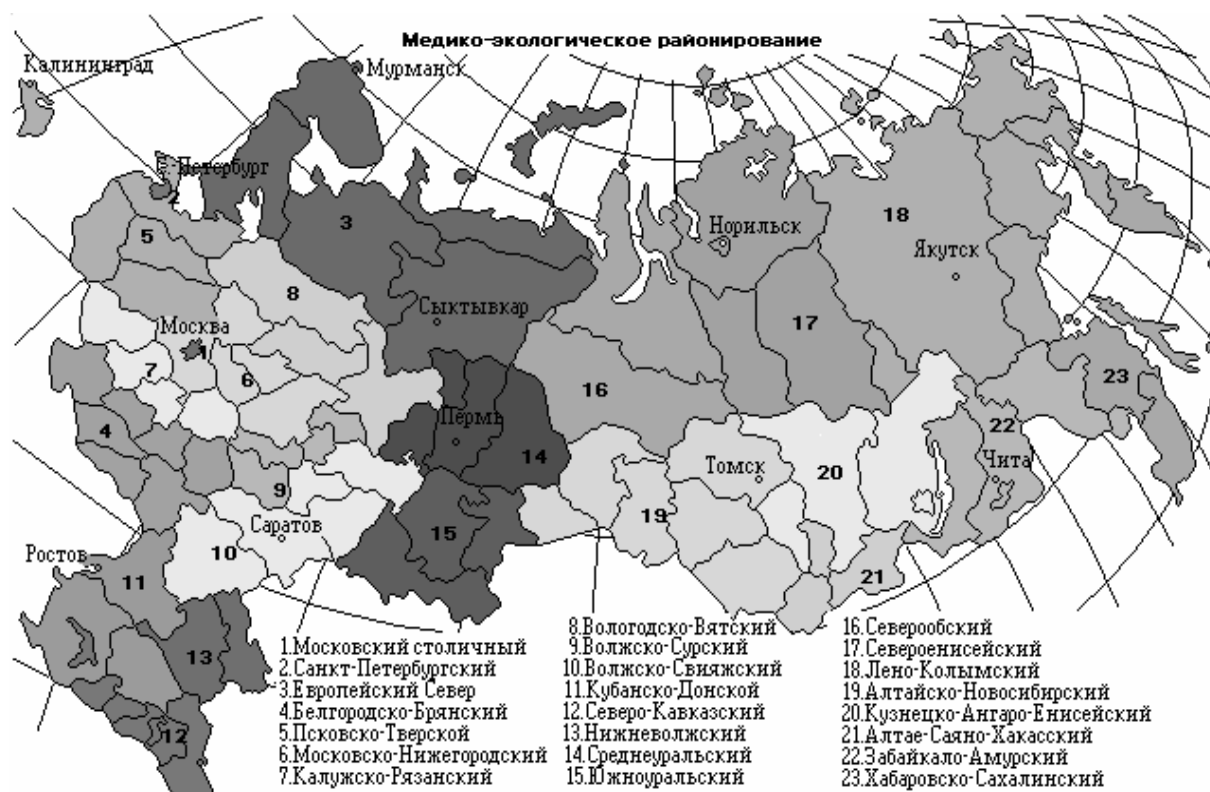 Медико-экологическое районирование
Калининград
Мурманск
С.Петербург
2
5
3
Норильск
18
Якутск
8
Сыктывкар
17
Москва
1
7
6
16
23
4
Пермь
22
14
Томск
20
Чита
9
Саратов
15
19
10
Ростов
11
21
13
12
1.Московский столичный
2.Санкт-Петербургский
3.Европейский Север
4.Белгородско-Брянский
5.Псковско-Тверской
6.Московско-Нижегородский
7.Калужско-Рязанский
8.Вологодско-Вятский
9.Волжско-Сурский
10.Волжско-Свияжский
11.Кубанско-Донской
12.Северо-Кавказский
13.Нижневолжский
14.Среднеуральский
15.Южноуральский
16.Северообский
17.Североенисейский
18.Лено-Колымский
19.Алтайско-Новосибирский
20.Кузнецко-Ангаро-Енисейский
21.Алтае-Саяно-Хакасский
22.Забайкало-Амурский
23.Хабаровско-Сахалинский